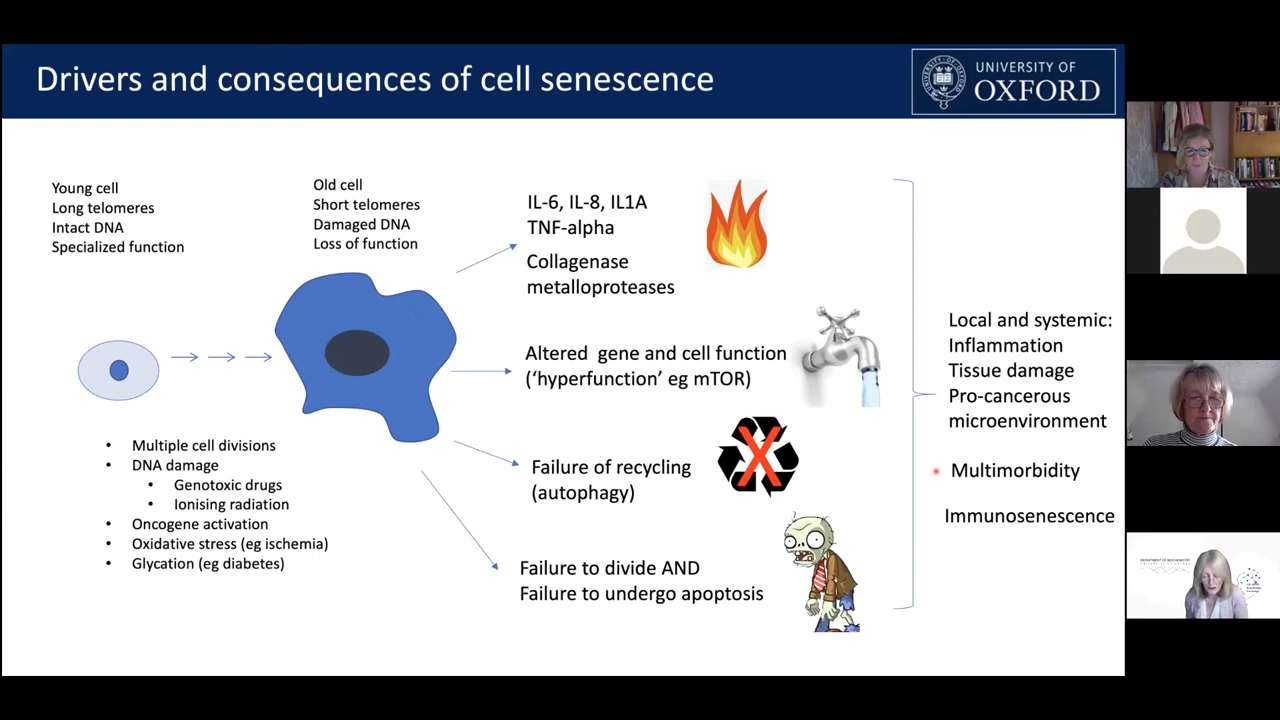 Drivers and consequences of cell senescence
UNIVERSITY OF
OXFORD
Young cell
Long telomeres
Intact DNA
Specialized function
Old cell
Short telomeres
Damaged DNA
Loss of function
• Multiple cell divisions
• DNA damage
• Genotoxic drugs
• Ionising radiation
• Oncogene activation
• Oxidative stress (eg ischemia)
• Glycation (eg diabetes)
IL-6, IL-8, IL1A
TNF-alpha
Collagenase
metalloproteases
Altered gene and cell function
(‘hyperfunction’ eg mTOR)
Failure of recycling
(autophagy)
Failure to divide AND
Failure to undergo apoptosis
Local and systemic:
Inflammation
Tissue damage
Pro-cancerous
microenvironment
Multimorbidity
Immunosenescence
DEPARTMENT OF BIOCHEMISTRY